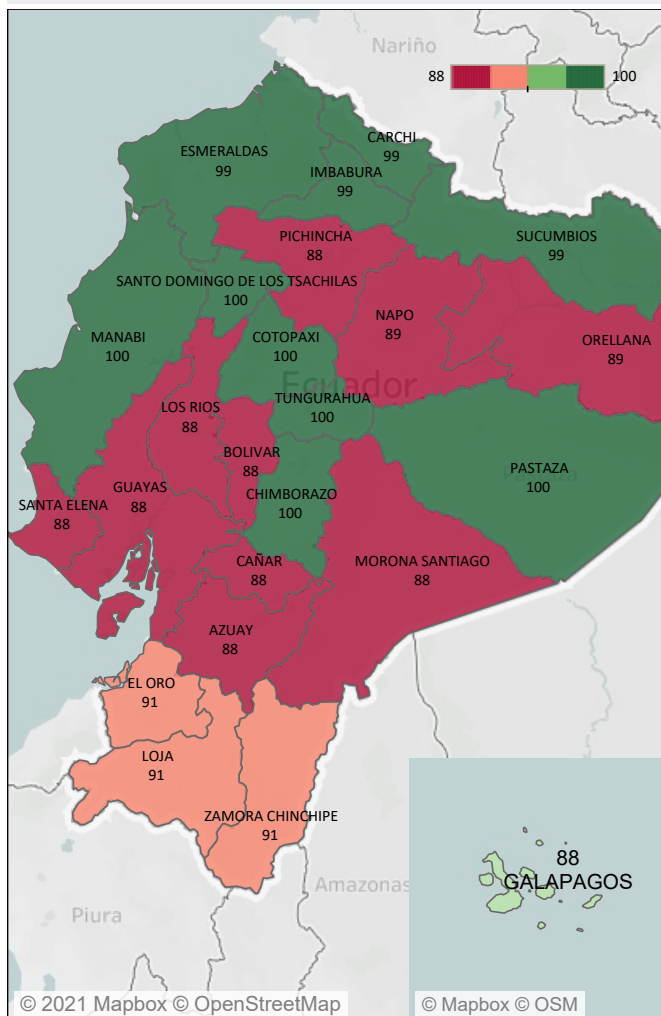 Nariño
88 100
CARCHI
99
ESMERALDAS
99
IMBABURA
99
PICHINCHA
88
SUCUMBIOS
99
SANTO DOMINGO DE LOS TSACHILAS
100
NAPO
89
MANABI
100
COTOPAXI
100
ORELLANA
89
Ecuador
TUNGURAHUA
100
LOS RIOS
88
BOLIVAR
88
PASTAZA
100
CHIMBORAZO
100
GUAYAS
88
SANTA ELENA
88
CAÑAR
88
MORONA SANTIAGO
88
AZUAY
88
EL ORO
91
LOJA
91
ZAMORA CHINCHIPE
91
88
GALAPAGOS
Amazonas
Piura
© 2021 Mapbox © OpenStreetMap
© Mapbox © OSM